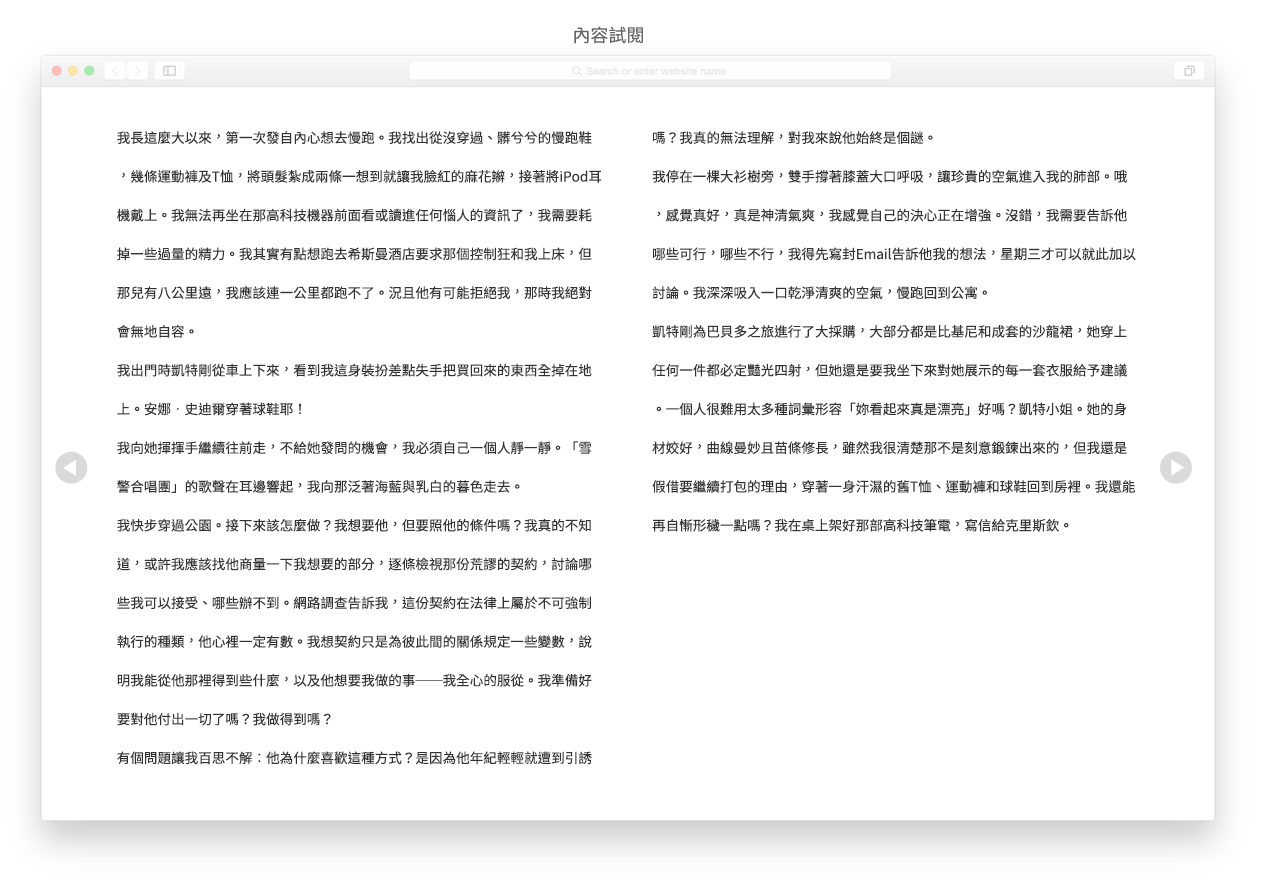 內容試閱
Search or enter website name
我長這麼大以來，第一次發自內心想去慢跑。我找出從沒穿過、髒兮兮的慢跑鞋
，幾條運動褲及T恤，將頭髮紮成兩條一想到就讓我臉紅的麻花辮，接著將iPod耳
機戴上。我無法再坐在那高科技機器前面看或讀進任何惱人的資訊了，我需要耗
掉一些過量的精力。我其實有點想跑去希斯曼酒店要求那個控制狂和我上床，但
那兒有八公里遠，我應該連一公里都跑不了。況且他有可能拒絕我，那時我絕對
會無地自容。
我出門時凱特剛從車上下來，看到我這身裝扮差點失手把買回來的東西全掉在地
上。安娜．史迪爾穿著球鞋耶！
我向她揮揮手繼續往前走，不給她發問的機會，我必須自己一個人靜一靜。「雪
警合唱團」的歌聲在耳邊響起，我向那泛著海藍與乳白的暮色走去。
我快步穿過公園。接下來該怎麼做？我想要他，但要照他的條件嗎？我真的不知
道，或許我應該找他商量一下我想要的部分，逐條檢視那份荒謬的契約，討論哪
些我可以接受、哪些辦不到。網路調查告訴我，這份契約在法律上屬於不可強制
執行的種類，他心裡一定有數。我想契約只是為彼此間的關係規定一些變數，說
明我能從他那裡得到些什麼，以及他想要我做的事──我全心的服從。我準備好
要對他付出一切了嗎？我做得到嗎？
有個問題讓我百思不解：他為什麼喜歡這種方式？是因為他年紀輕輕就遭到引誘
嗎？我真的無法理解，對我來說他始終是個謎。
我停在一棵大衫樹旁，雙手撐著膝蓋大口呼吸，讓珍貴的空氣進入我的肺部。哦
，感覺真好，真是神清氣爽，我感覺自己的決心正在增強。沒錯，我需要告訴他
哪些可行，哪些不行，我得先寫封Email告訴他我的想法，星期三才可以就此加以
討論。我深深吸入一口乾淨清爽的空氣，慢跑回到公寓。
凱特剛為巴貝多之旅進行了大採購，大部分都是比基尼和成套的沙龍裙，她穿上
任何一件都必定豔光四射，但她還是要我坐下來對她展示的每一套衣服給予建議
。一個人很難用太多種詞彙形容「妳看起來真是漂亮」好嗎？凱特小姐。她的身
材姣好，曲線曼妙且苗條修長，雖然我很清楚那不是刻意鍛鍊出來的，但我還是
假借要繼續打包的理由，穿著一身汗濕的舊T恤、運動褲和球鞋回到房裡。我還能
再自慚形穢一點嗎？我在桌上架好那部高科技筆電，寫信給克里斯欽。